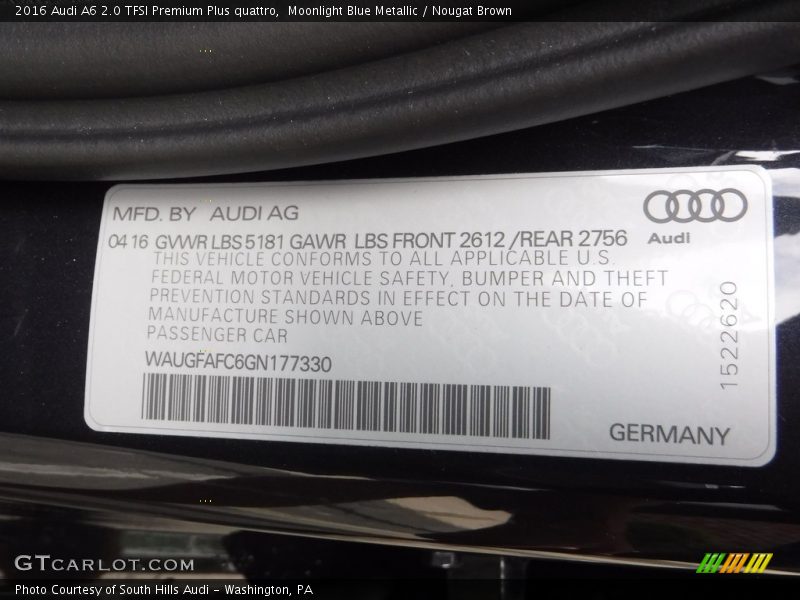 2016 Audi A6 2.0 TFSI Premium Plus quattro,  Moonlight Blue Metallic / Nougat Brown
MFD. BY AUDI AG
04 16 GVWR LBS 5181 GAWR LBS FRONT 2612 /REAR 2756
THIS VEHICLE CONFORMS TO ALL APPLICABLE U.S.
FEDERAL MOTOR VEHICLE SAFETY, BUMPER AND THEFT
PREVENTION STANDARDS IN EFFECT ON THE DATE OF
MANUFACTURE SHOWN ABOVE
PASSENGER CAR
WAUGFAFC6GN177330
Audi
1522620
GERMANY
GTCARLOT.COM
Photo Courtesy of South Hills Audi - Washington, PA